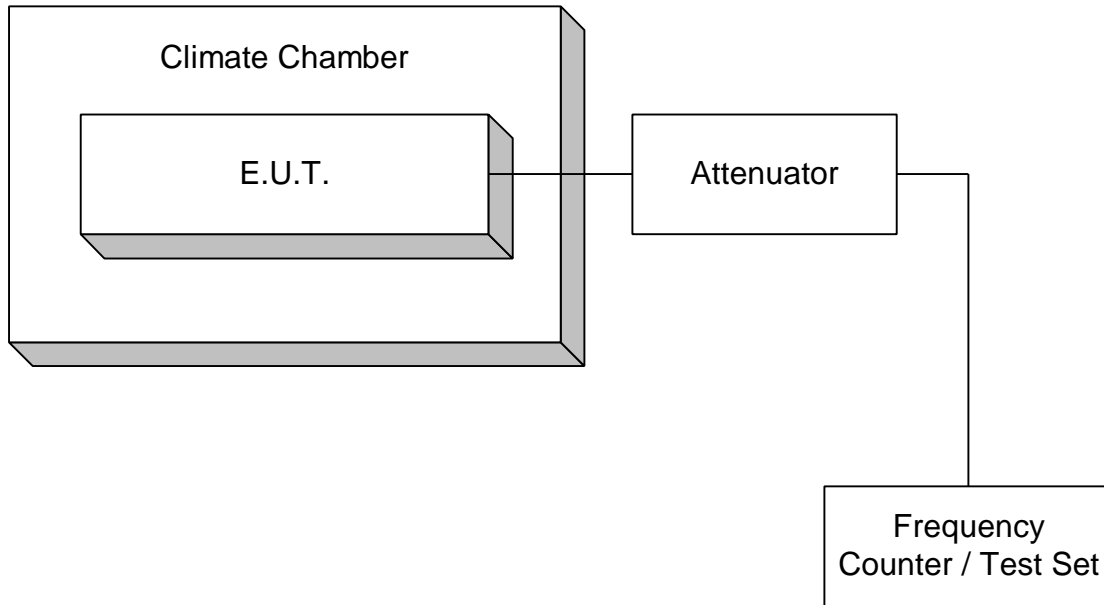 Climate Chamber
E.U.T.
Attenuator
Frequency
Counter / Test Set